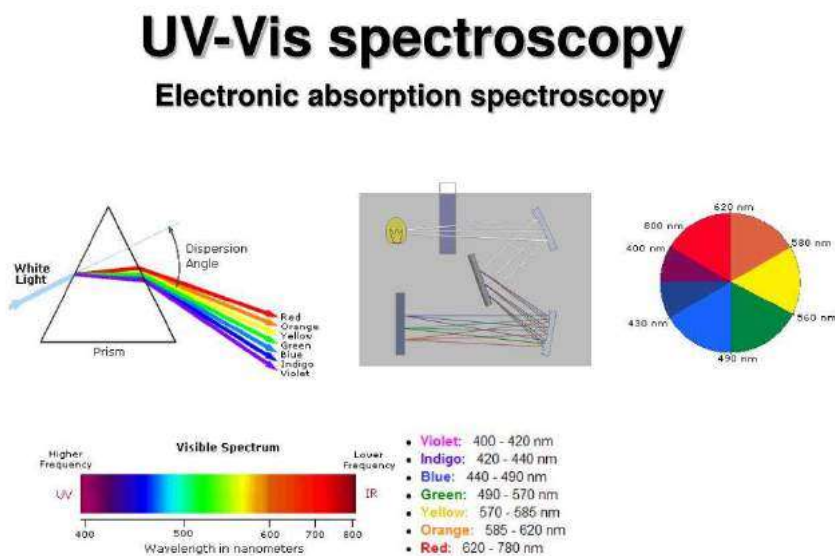 UV-Vis spectroscopy
Electronic absorption spectroscopy
White
Light
Dispersion
Angle
Prism
Red
Orange
Yellow
Green
Blue
Indigo
Violet
620 nm
800 nm
580 nm
400 nm
560 nm
430 nm
490 nm
Higher
Frequency
Visible Spectrum
Lower
Frequency
UV
IR
400 500 600 700 800
Wavelength in nanometers
• Violet: 400 - 420 nm
• Indigo: 420 - 440 nm
• Blue: 440 - 490 nm
• Green: 490 - 570 nm
• Yellow: 570 - 585 nm
• Orange: 585 - 620 nm
• Red: 620 - 780 nm